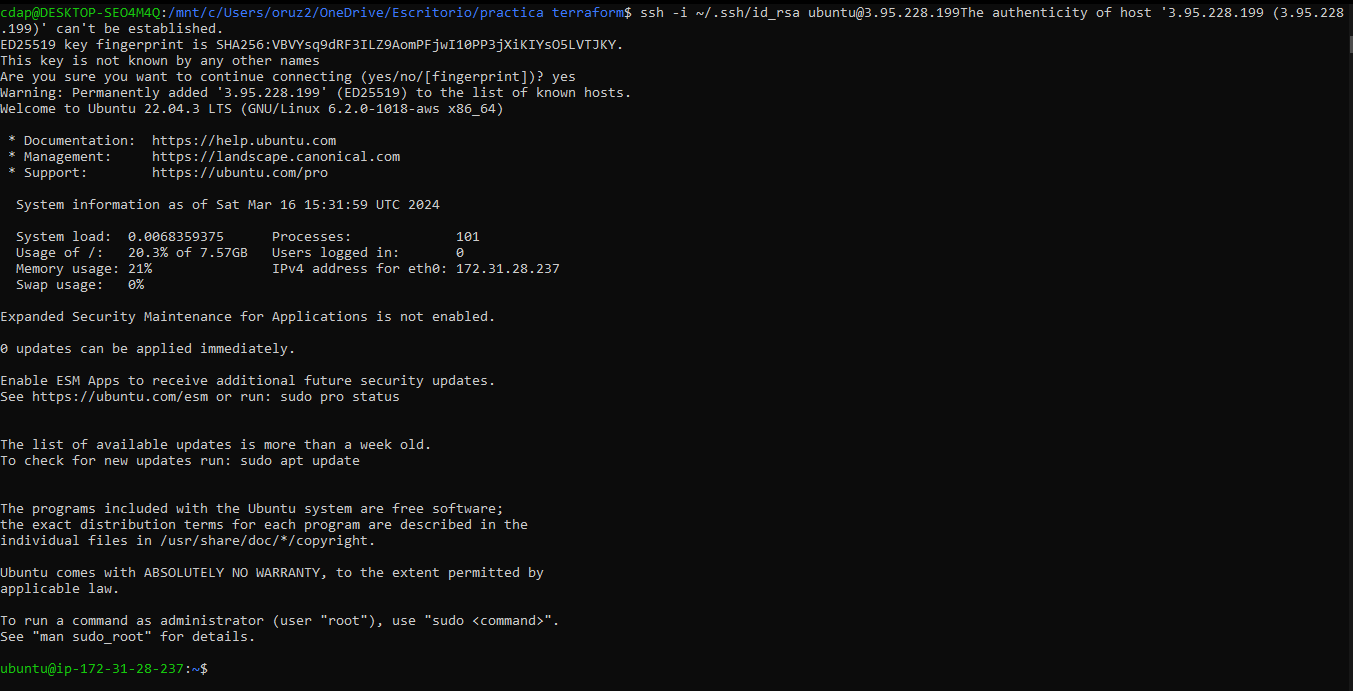 cdap@DESKTOP-SEO4M4Q:/mnt/c/Users/oruz2/OneDrive/Escritorio/practica terraform$ ssh -i ~/.ssh/id_rsa ubuntu@3.95.228.199The authenticity of host '3.95.228.199 (3.95.228
.199)' can't be established.
ED25519 key fingerprint is SHA256:VBVYsq9dRF3ILZ9AomPFjwI10PP3jXiKIYsO5LVTJKY.
This key is not known by any other names
Are you sure you want to continue connecting (yes/no/[fingerprint])? yes
Warning: Permanently added '3.95.228.199' (ED25519) to the list of known hosts.
Welcome to Ubuntu 22.04.3 LTS (GNU/Linux 6.2.0-1018-aws x86_64)
* Documentation:  https://help.ubuntu.com
* Management:     https://landscape.canonical.com
* Support:        https://ubuntu.com/pro
System information as of Sat Mar 16 15:31:59 UTC 2024
System load:  0.0068359375      Processes:             101
Usage of /:   20.3% of 7.57GB   Users logged in:       0
Memory usage: 21%               IPv4 address for eth0: 172.31.28.237
Swap usage:   0%
Expanded Security Maintenance for Applications is not enabled.
0 updates can be applied immediately.
Enable ESM Apps to receive additional future security updates.
See https://ubuntu.com/esm or run: sudo pro status
The list of available updates is more than a week old.
To check for new updates run: sudo apt update
The programs included with the Ubuntu system are free software;
the exact distribution terms for each program are described in the
individual files in /usr/share/doc/*/copyright.
Ubuntu comes with ABSOLUTELY NO WARRANTY, to the extent permitted by
applicable law.
To run a command as administrator (user "root"), use "sudo <command>".
See "man sudo_root" for details.
ubuntu@ip-172-31-28-237:~$